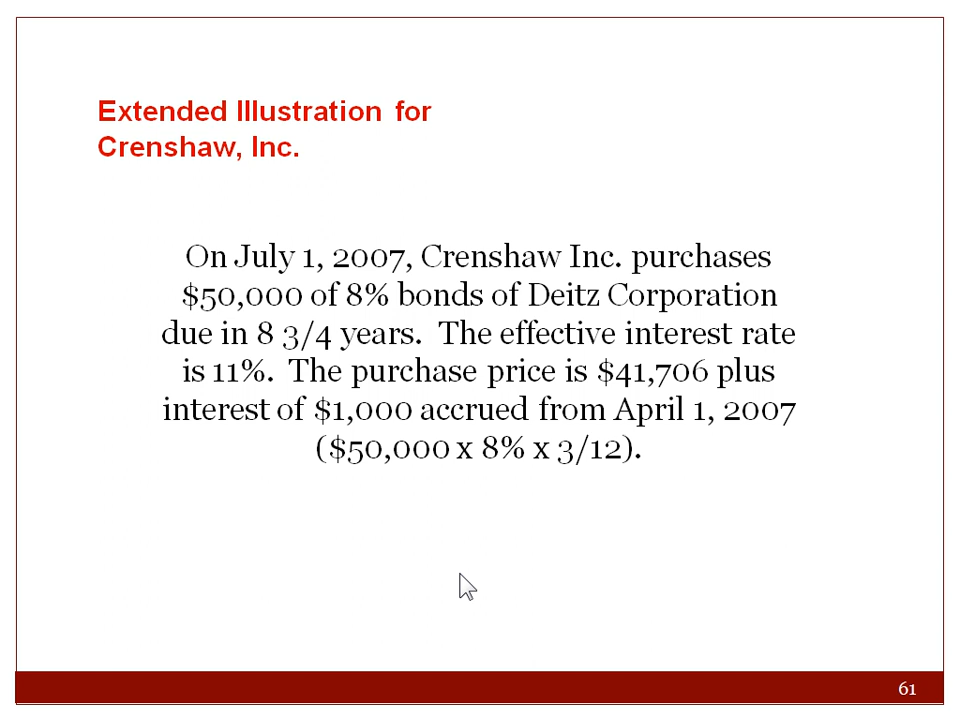 Extended Illustration for
Crenshaw, Inc.
On July 1, 2007, Crenshaw Inc. purchases
$50,000 of 8% bonds of Deitz Corporation
due in 8 3/4 years. The effective interest rate
is 11%. The purchase price is $41,706 plus
interest of $1,000 accrued from April 1, 2007
($50,000 x 8% x 3/12).
61